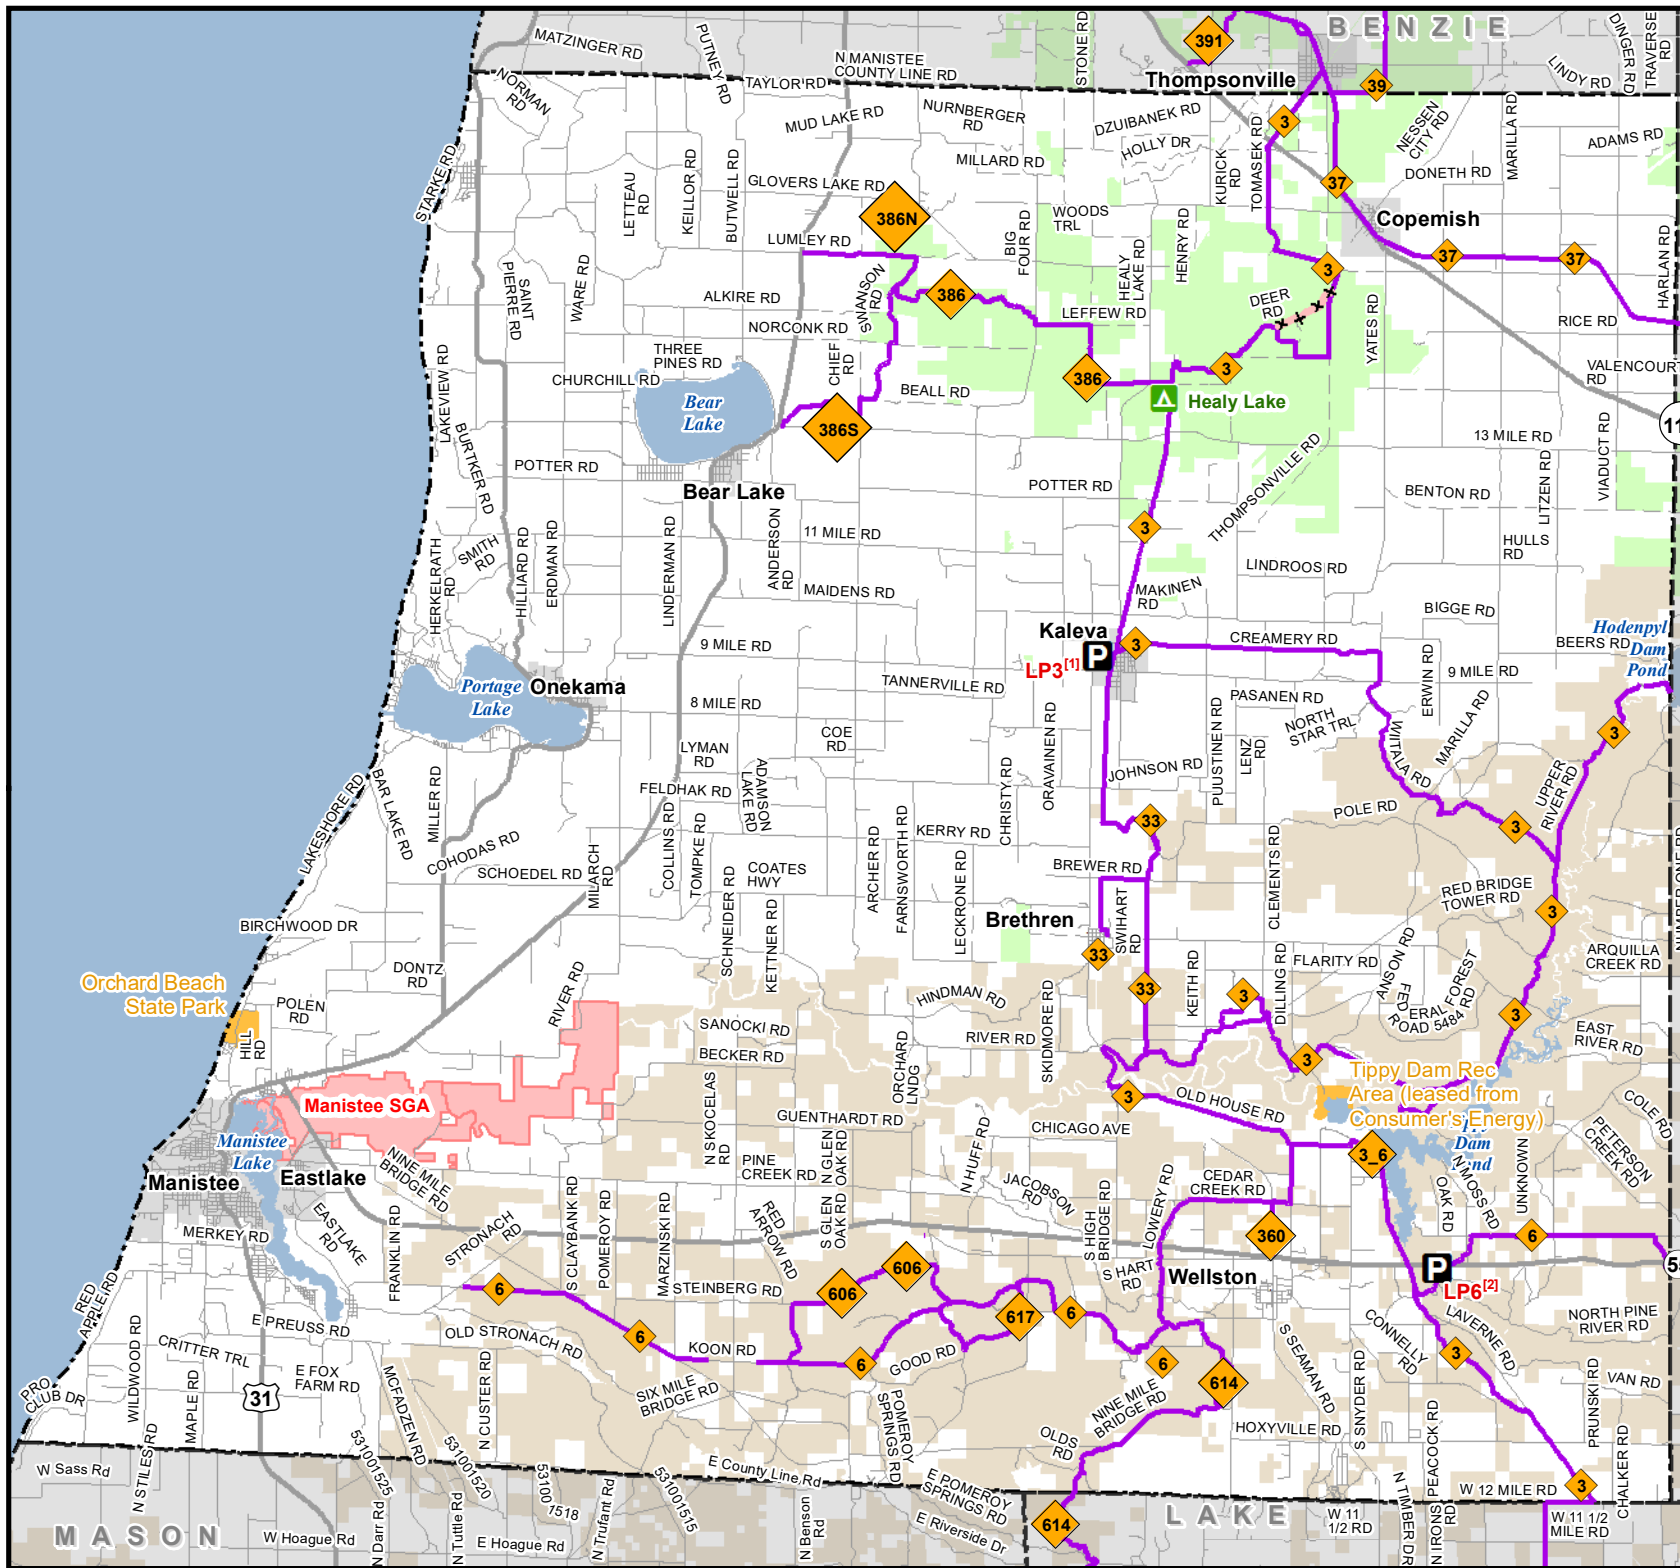 BENZIE
MATZINGER RD
PUTNEY RD
N MANISTEE
COUNTY LINE RD
STONE RD
391
Thompsonville
39
LINDY RD
DINGER RD
TRAVERSE
RD
NORMAN
RD
TAYLOR RD
MUD LAKE RD
NURNBERGER
RD
DZUIBANEK RD
HOLLY DR
3
NESSEN
CITY RD
MARILLA RD
ADAMS RD
STARKE RD
LETTEAU
RD
KEILLOR RD
BUTWELL RD
GLOVERS LAKE RD
MILLARD RD
KURICK
RD
TOMASEK RD
37
DONETH RD
386N
LUMLEY RD
BIG
FOUR RD
WOODS
TRL
HEALY
LAKE RD
HENRY RD
Copemish
37
37
HARLAN RD
SAINT
PIERRE RD
WARE RD
ALKIRE RD
SWANSON
RD
386
3
DEER
RD
LEFFEW RD
NORCONK RD
YATES RD
RICE RD
THREE
PINES RD
CHIEF
RD
LAKEVIEW RD
CHURCHILL RD
Bear
Lake
BEALL RD
386
3
Healy Lake
VALENCOURT
RD
386S
BURTKER RD
POTTER RD
Bear Lake
POTTER RD
THOMPSONVILLE RD
13 MILE RD
BENTON RD
LITZEN RD
VIADUCT RD
11
HERKELRATH
RD
SMITH
RD
HILLIARD RD
ERDMAN RD
LINDERMAN RD
ANDERSON
RD
11 MILE RD
3
HULLS
RD
LINDROOS RD
MAIDENS RD
MAKINEN
RD
BIGGE RD
Hodenpyl
Dam
Pond
BEERS RD
9 MILE RD
Kaleva
P
LP3[1]
3
CREAMERY RD
ERWIN RD
9 MILE RD
Portage
Lake
Onekama
TANNERVILLE RD
8 MILE RD
PASANEN RD
NORTH
STAR TRL
WIITALA RD
MARILLA RD
3
LYMAN
RD
COE
RD
ADAMSON
LAKE RD
CHRISTY RD
ORAVAINEN RD
JOHNSON RD
PUUSTINEN RD
LENZ
RD
UPPER
RIVER RD
LAKESHORE RD
BAR LAKE RD
MILLER RD
FELDHAK RD
POLE RD
3
COHODAS RD
COLLINS RD
TOMPKE RD
KERRY RD
33
SCHOEDEL RD
MILARCH
RD
COATES
HWY
ARCHER RD
FARNSWORTH RD
LECKRONE RD
BREWER RD
CLEMENTS RD
RED BRIDGE
TOWER RD
3
NUMBER ONE RD
BIRCHWOOD DR
SCHNEIDER RD
KETTNER RD
Brethren
33
SWIHART
RD
ARQUILLA
CREEK RD
DONTZ
RD
RIVER RD
KEITH RD
DILLING RD
FLARITY RD
ANSON RD
FEDERAL FOREST
ROAD 5484 RD
Orchard Beach
State Park
POLEN
RD
HILL
RD
HINDMAN RD
33
3
3
SANOCKI RD
RIVER RD
SKIDMORE RD
EAST
RIVER RD
BECKER RD
ORCHARD
LNDG
3
Tippy Dam Rec
Area (leased from
Consumer's Energy)
Manistee SGA
3
OLD HOUSE RD
COLE RD
PETERSON
CREEK RD
N SKOCELAS
RD
GUENTHARDT RD
CHICAGO AVE
Manistee
Lake
Dam
Manistee
Eastlake
NINE MILE
BRIDGE RD
PINE
CREEK RD
N GLEN
OAK RD
N HUFF RD
JACOBSON
RD
LOWERY RD
CEDAR
CREEK RD
3_6
OAK RD
N MOSS RD
UNKNOWN
MERKEY RD
EASTLAKE
RD
FRANKLIN RD
STRONACH
RD
S CLAYBANK RD
POMEROY RD
MARZINSKI RD
RED
ARROW RD
S GLEN
OAK RD
S HIGH
BRIDGE RD
S HART
RD
360
6
RED
APPLE RD
6
STEINBERG RD
606
606
Wellston
P
LP6[2]
E PREUSS RD
617
6
NORTH PINE
RIVER RD
WILDWOOD RD
CRITTER TRL
OLD STRONACH RD
6
KOON RD
6
GOOD RD
6
S SEAMAN RD
CONNELLY
RD
LAVERNE RD
3
PRO
CLUB DR
MAPLE RD
31
E FOX
FARM RD
MCFADZEN RD
N CUSTER RD
SIX MILE
BRIDGE RD
POMEROY
SPRINGS RD
NINE MILE
BRIDGE RD
614
S SNYDER RD
PRUNSKI RD
VAN RD
OLDS
RD
HOXYVILLE RD
N IRONS PEACOCK RD
RD
W Sass Rd
N STILES RD
531001525
531001520
53100 1518
531001515
E County Line Rd
E POMEROY
SPRINGS RD
N TIMBER DR
W 12 MILE RD
3
CHALKER RD
MASON
W Hoague Rd
N Darr Rd
N Tuttle Rd
E Hoague Rd
N Trufant Rd
N Benson
Rd
E Riverside Dr
614
LAKE
W 11
1/2 RD
W 11 1/2
MILE RD